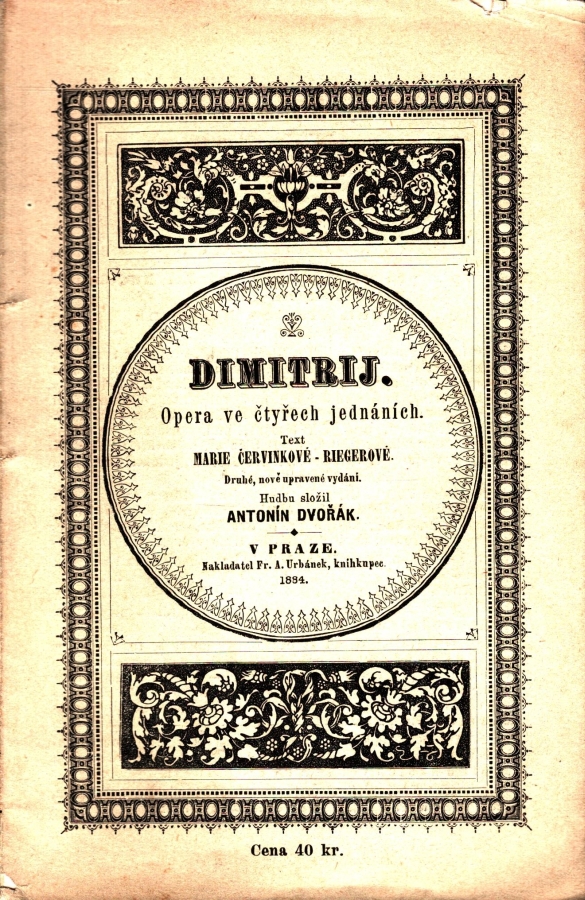 DIMITRIJ.
Opera ve čtyřech jednáních.
Text
MARIE ČERVINKOVÉ - RIEGEROVÉ.
Druhé, nově upravené vydání.
Hudbu složil
ANTONÍN DVOŘÁK.
V PRAZE.
Nakladatel Fr. A. Urbánek, knihkupec.
1884.
Cena 40 kr.